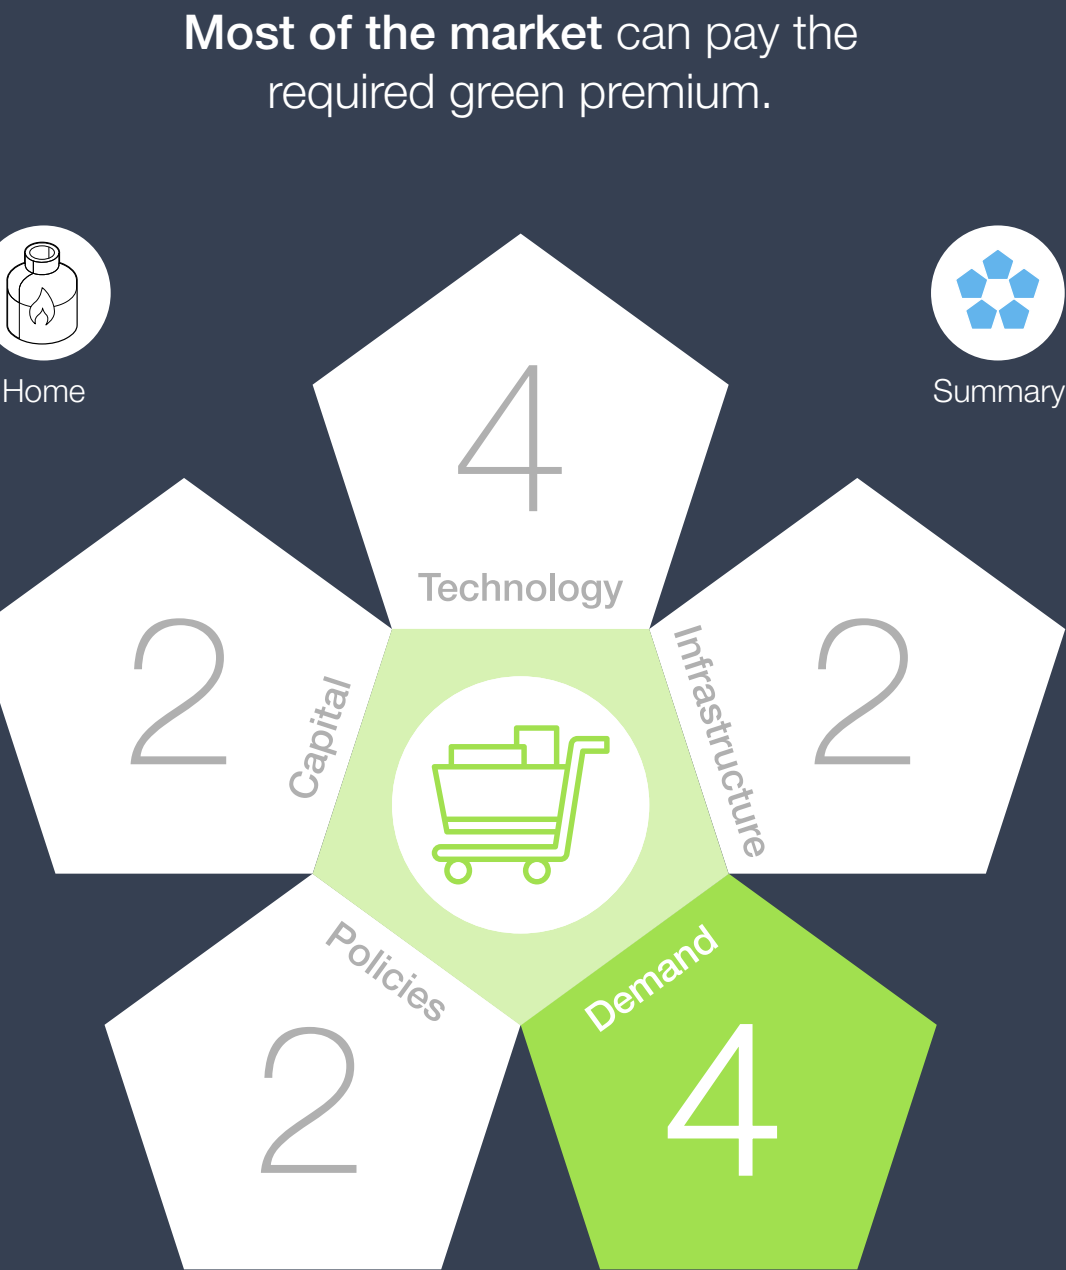 Most of the market can pay the
required green premium.
Home
Summary
4
Technology
2
Capital
2
Infrastructure
2
Policies
4
Demand